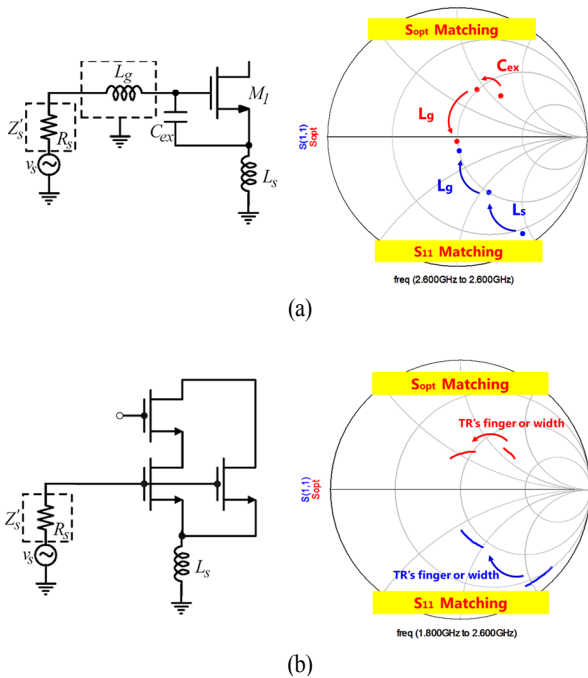 Lg
M1
Z's
Rs
Cex
vs
Ls
Sopt Matching
Cex
Lg
S(1,1)
Sopt
Lg
Ls
S11 Matching
freq (2.600GHz to 2.600GHz)
(a)
Z's
Rs
vs
Ls
Sopt Matching
TR's finger or width
S(1,1)
Sopt
TR's finger or width
S11 Matching
freq (1.800GHz to 2.600GHz)
(b)